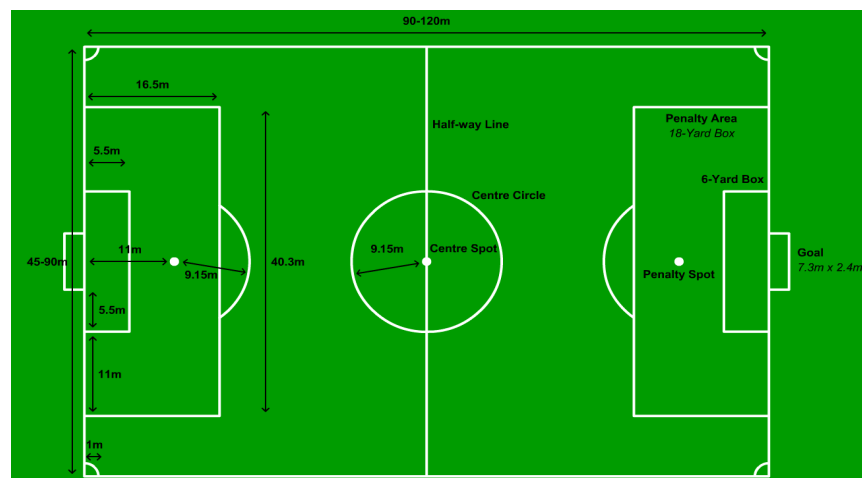 90-120m
16.5m
Half-way Line
Penalty Area
18-Yard Box
5.5m
6-Yard Box
Centre Circle
45-90m
11m
9.15m
40.3m
9.15m
Centre Spot
Penalty Spot
Goal
7.3m x 2.4m
5.5m
11m
1m